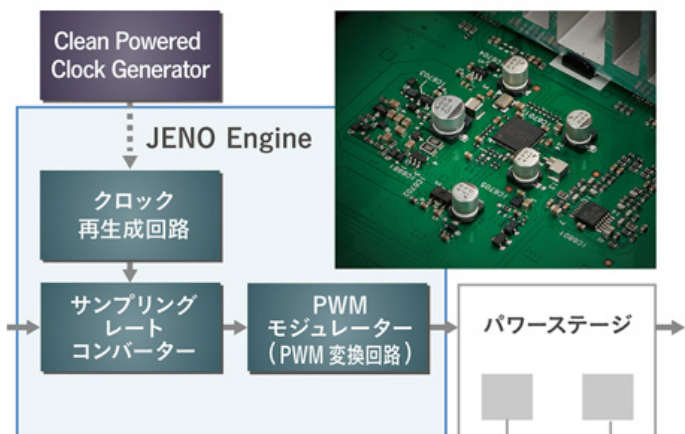 Clean Powered
Clock Generator
JENO Engine
クロック
再生成回路
サンプリング
レート
コンバーター
PWM
モジュレーター
（PWM 変換回路）
パワーステージ
IC6703
IC6801